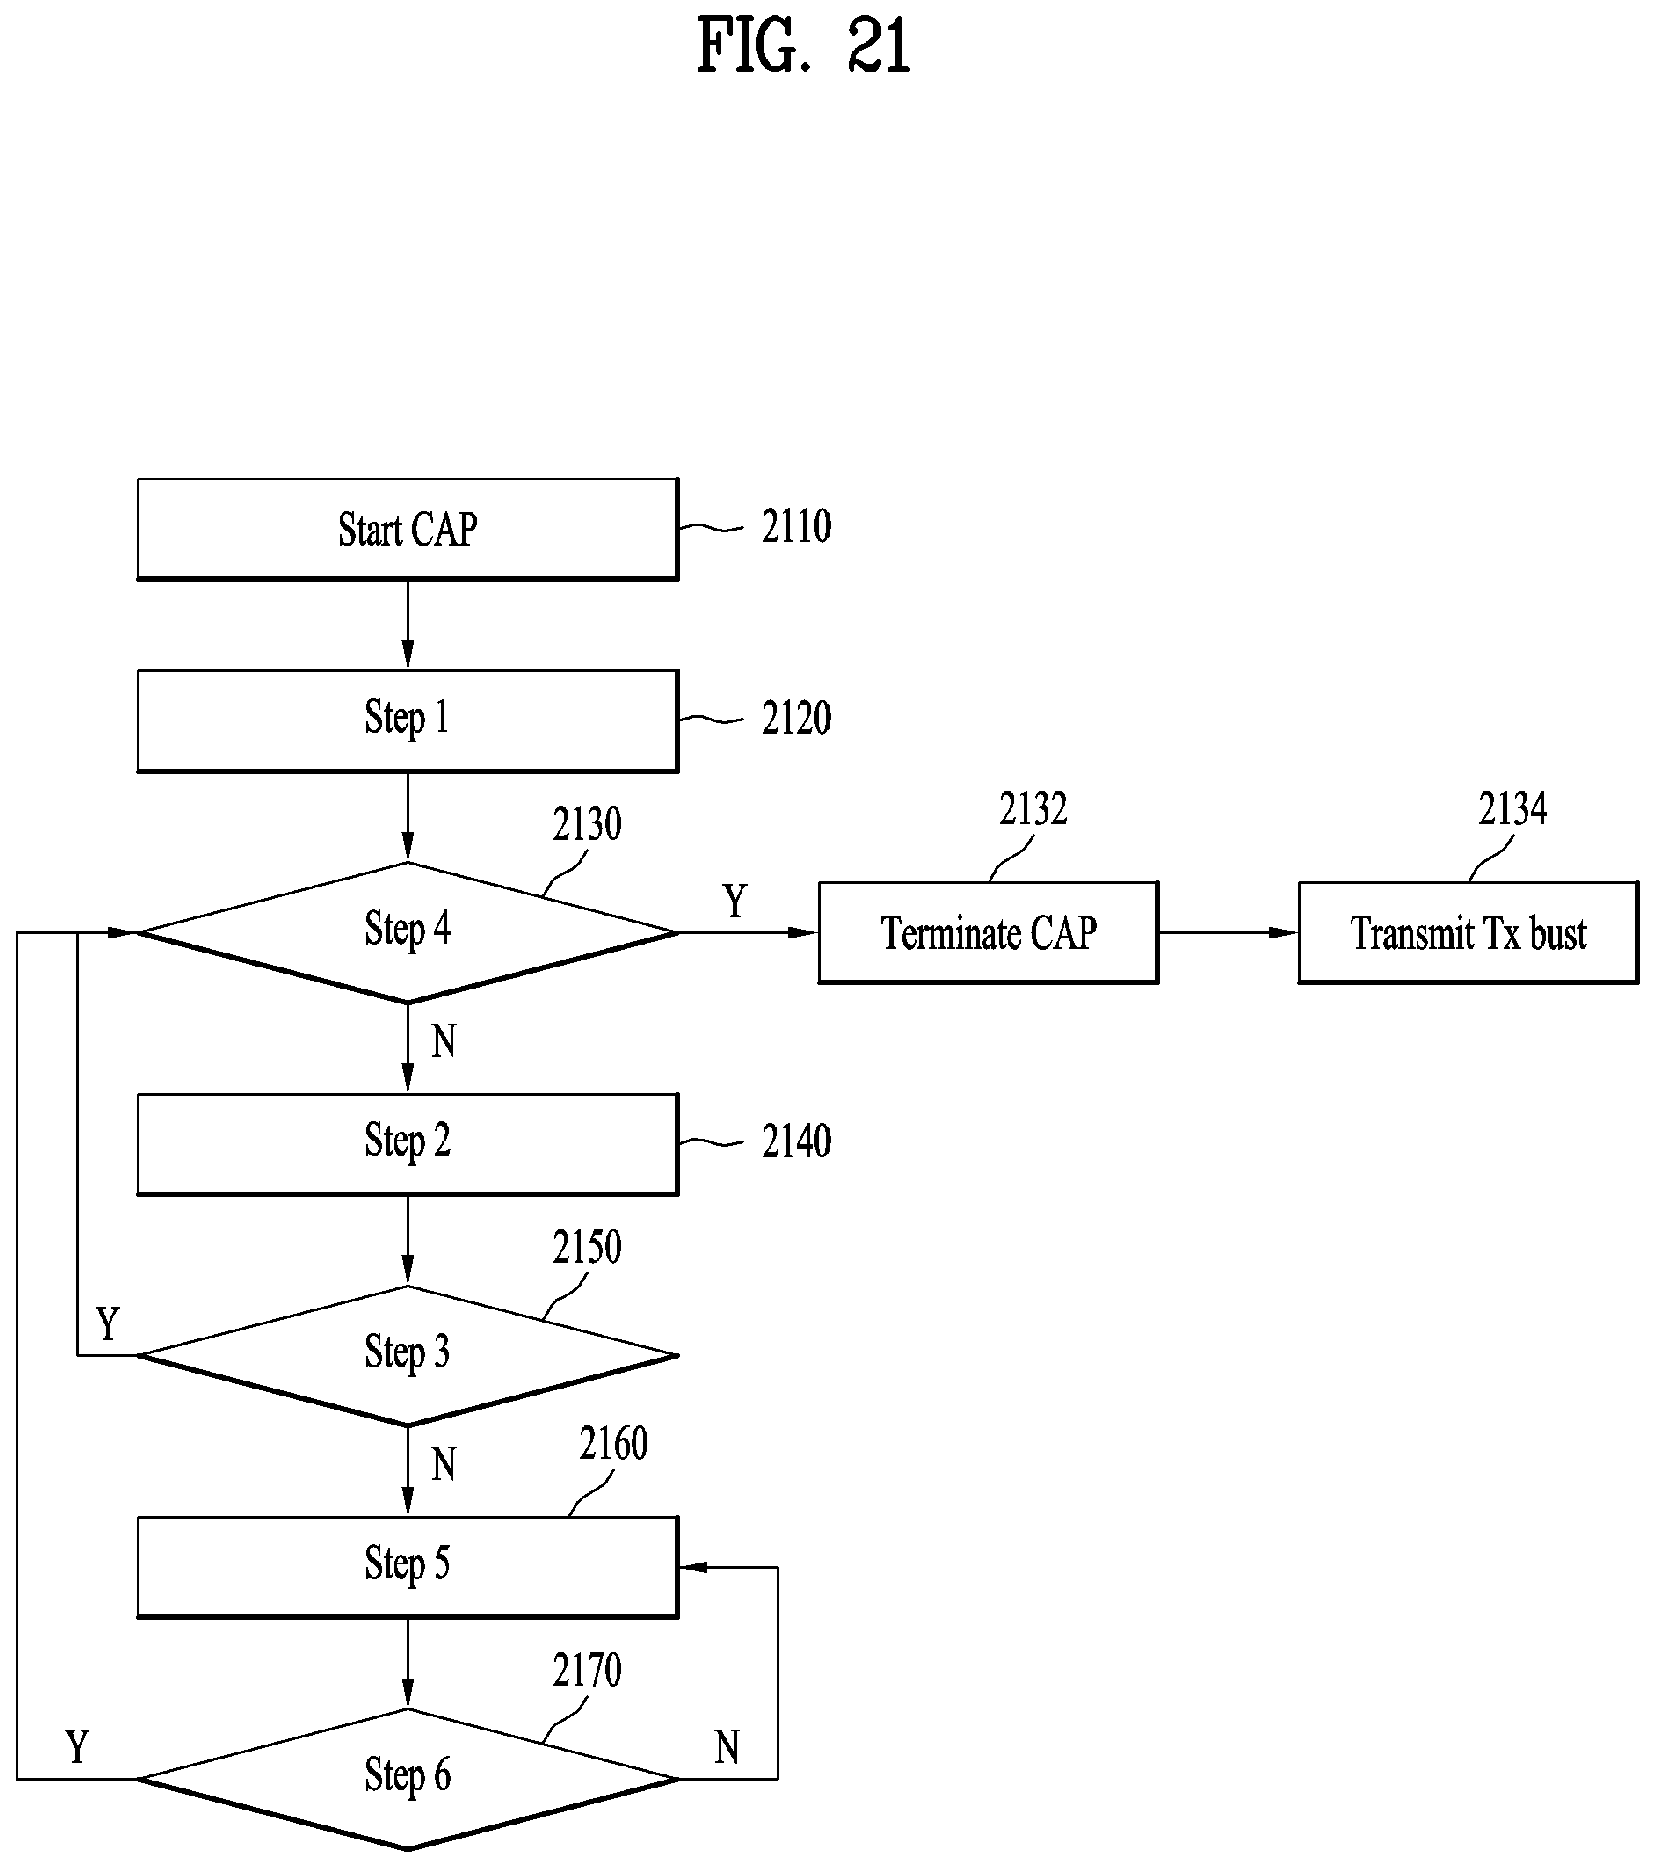 FIG. 21
Start CAP
2110
Step 1
2120
2130
2132
2134
Step 4
Y
Terminate CAP
Transmit Tx bust
N
Step 2
2140
2150
Y
Step 3
N
2160
Step 5
2170
Y
Step 6
N